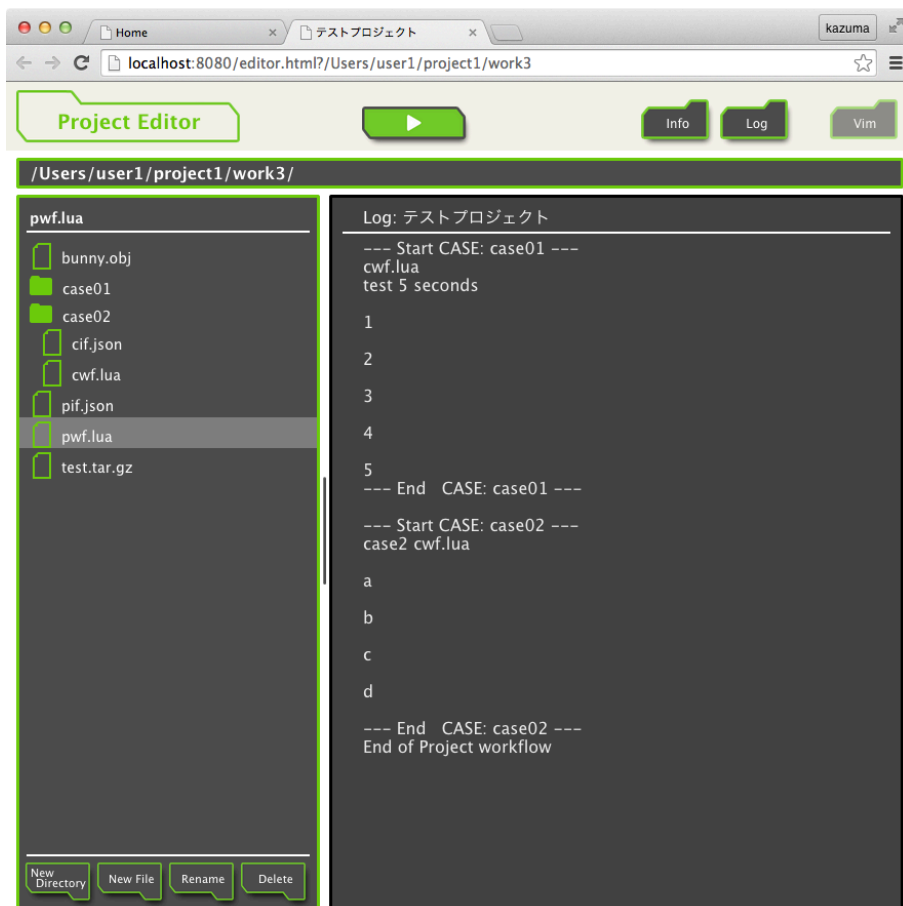 Home
テストプロジェクト
kazuma
localhost:8080/editor.html?/Users/user1/project1/work3
Project Editor
Info
Log
Vim
/Users/user1/project1/work3/
pwf.lua
bunny.obj
case01
case02
cif.json
cwf.lua
pif.json
pwf.lua
test.tar.gz
New Directory
New File
Rename
Delete
Log: テストプロジェクト
--- Start CASE: case01 ---
cwf.lua
test 5 seconds
1
2
3
4
5
--- End   CASE: case01 ---
--- Start CASE: case02 ---
case2 cwf.lua
a
b
c
d
--- End   CASE: case02 ---
End of Project workflow